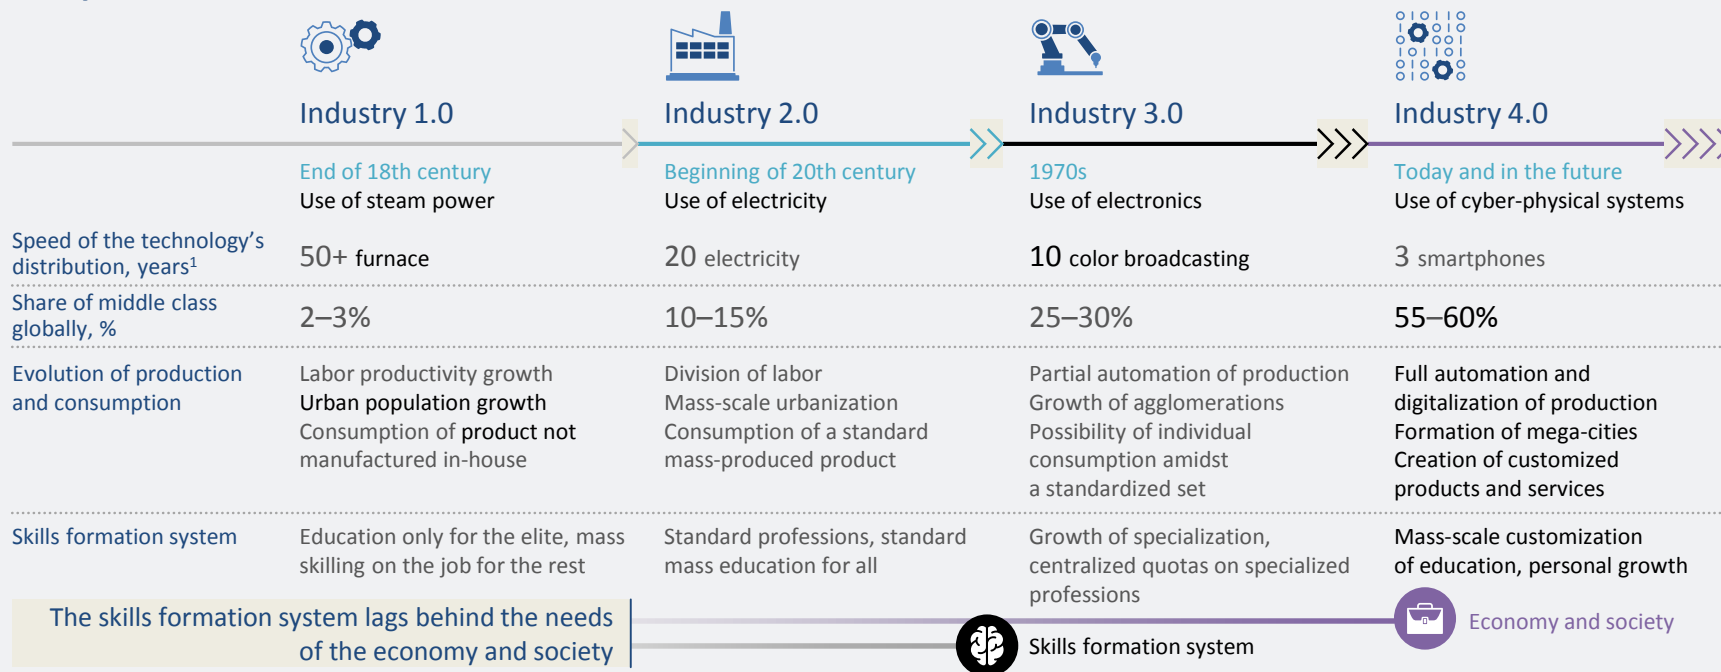 Industry 1.0
Industry 2.0
Industry 3.0
Industry 4.0
End of 18th century
Use of steam power
Beginning of 20th century
Use of electricity
1970s
Use of electronics
Today and in the future
Use of cyber-physical systems
Speed of the technology's
distribution, years¹
50+ furnace
20 electricity
10 color broadcasting
3 smartphones
Share of middle class
globally, %
2–3%
10–15%
25–30%
55–60%
Evolution of production
and consumption
Labor productivity growth
Urban population growth
Consumption of product not
manufactured in-house
Division of labor
Mass-scale urbanization
Consumption of a standard
mass-produced product
Partial automation of production
Growth of agglomerations
Possibility of individual
consumption amidst
a standardized set
Full automation and
digitalization of production
Formation of mega-cities
Creation of customized
products and services
Skills formation system
Education only for the elite, mass
skilling on the job for the rest
Standard professions, standard
mass education for all
Growth of specialization,
centralized quotas on specialized
professions
Mass-scale customization
of education, personal growth
The skills formation system lags behind the needs
of the economy and society
Skills formation system
Economy and society